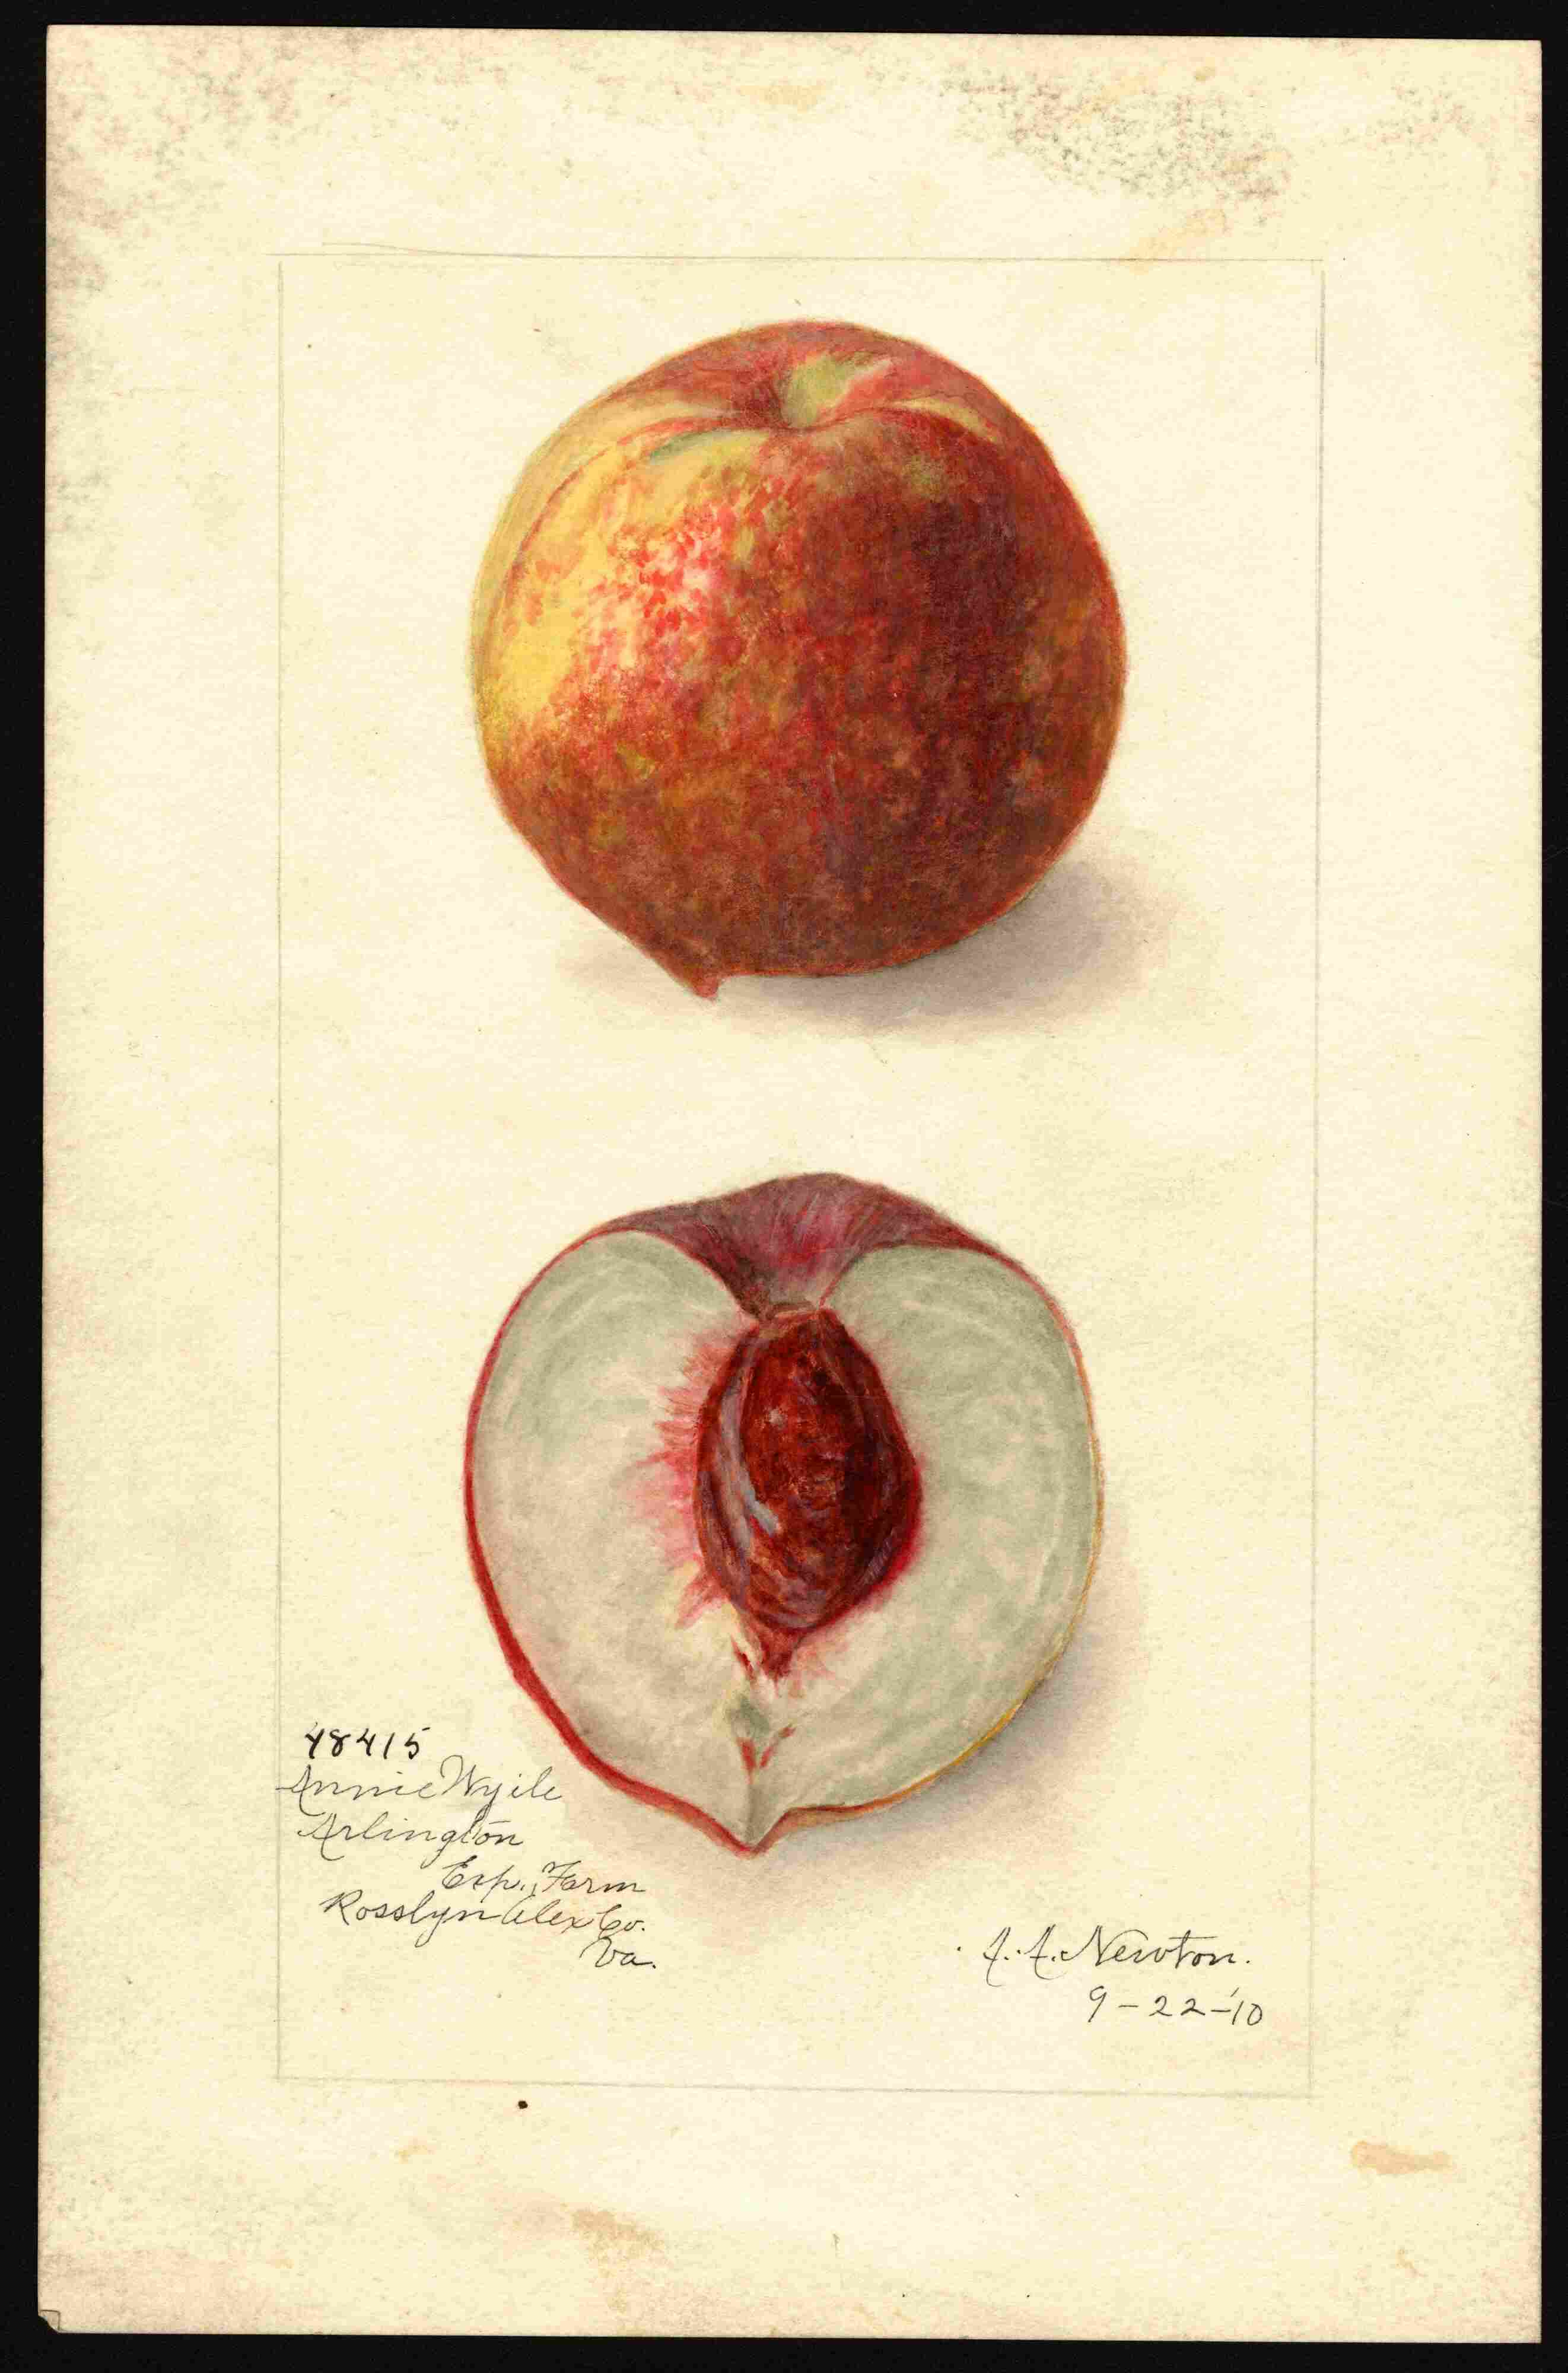 48415
Annie Wyile
Arlington
Exp. Farm
Rosslyn Alex Co.
Va.
A. A. Newton.
9-22-'10